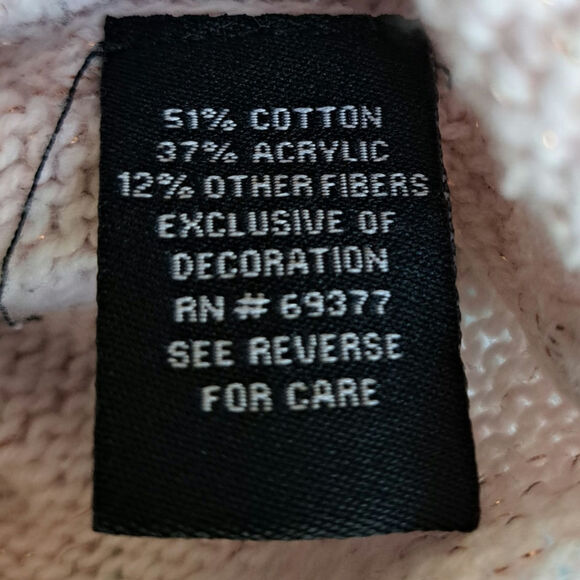 51% COTTON
37% ACRYLIC
12% OTHER FIBERS
EXCLUSIVE OF
DECORATION
RN # 69377
SEE REVERSE
FOR CARE